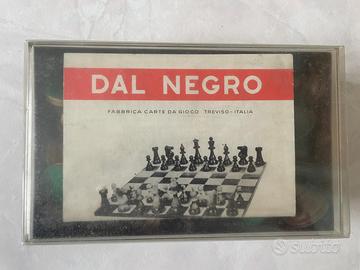 DAL NEGRO
FABBRICA CARTE DA GIOCO TREVISO-ITALIA
subito